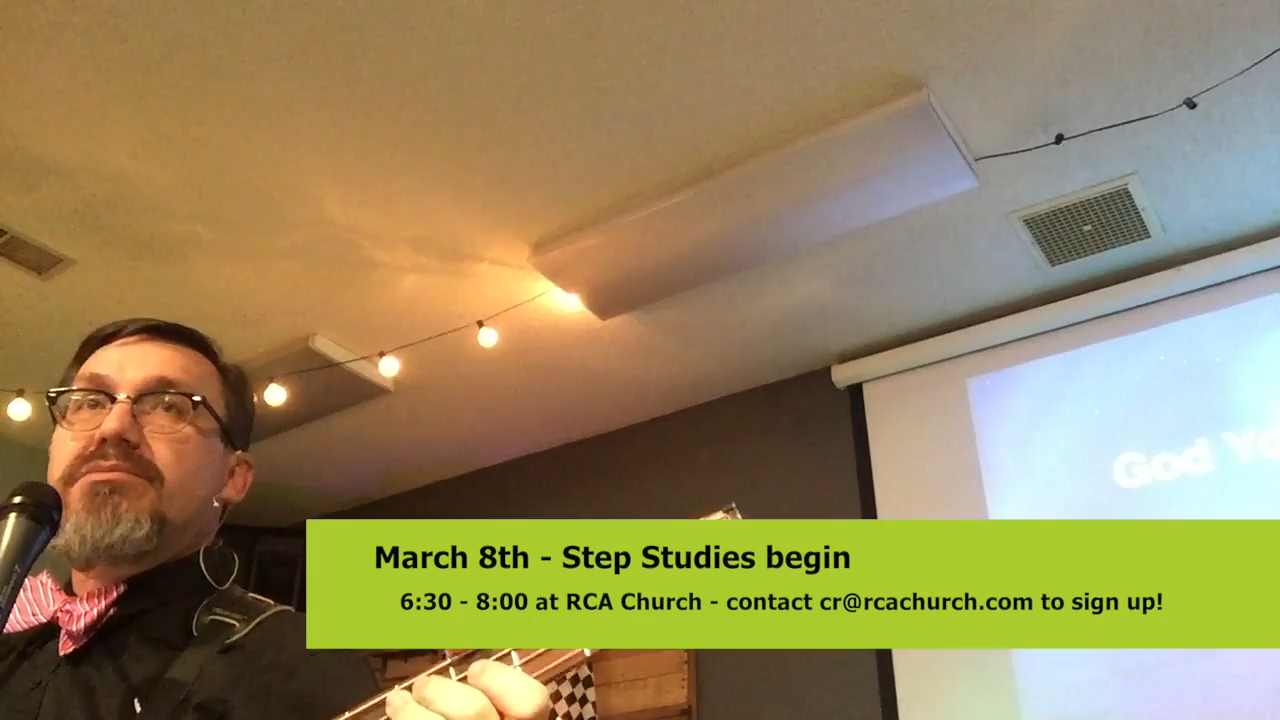 God
March 8th - Step Studies begin
6:30 - 8:00 at RCA Church - contact cr@rcachurch.com to sign up!